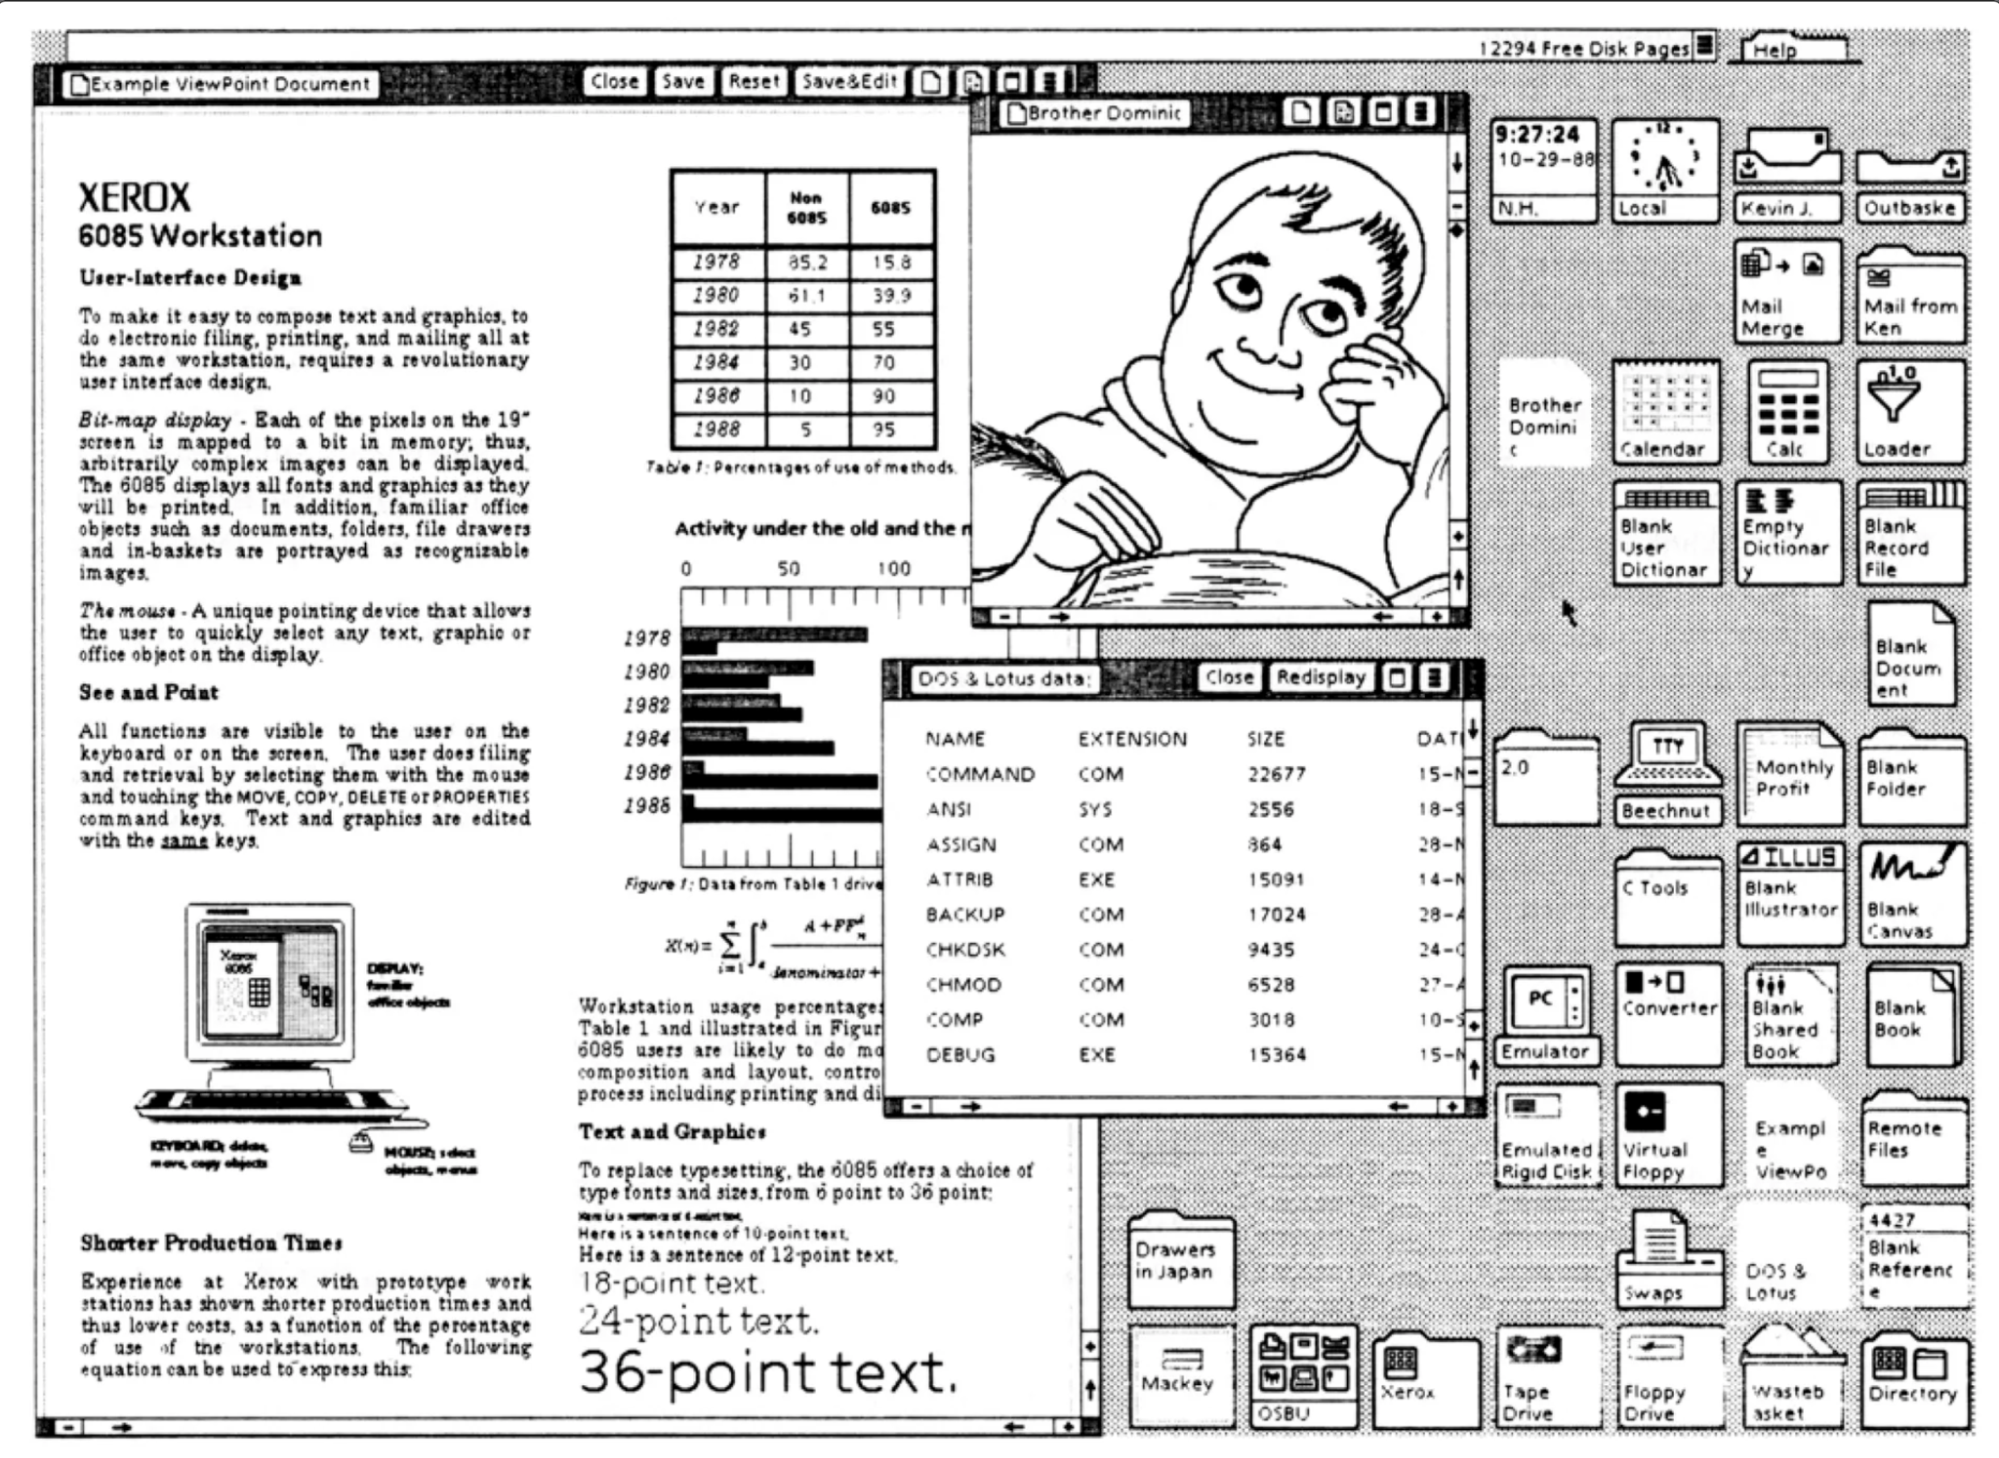 12294 Free Disk Pages
Help
Example ViewPoint Document
Close Save Reset Save&Edit
XEROX
6085 Workstation
User-Interface Design
To make it easy to compose text and graphics, to
do electronic filing, printing, and mailing all at
the same workstation, requires a revolutionary
user interface design.
Bit-map display - Each of the pixels on the 19"
screen is mapped to a bit in memory; thus,
arbitrarily complex images can be displayed.
The 6085 displays all fonts and graphics as they
will be printed. In addition, familiar office
objects such as documents, folders, file drawers
and in-baskets are portrayed as recognizable
images.
The mouse - A unique pointing device that allows
the user to quickly select any text, graphic or
office object on the display.
See and Point
All functions are visible to the user on the
keyboard or on the screen. The user does filing
and retrieval by selecting them with the mouse
and touching the MOVE, COPY, DELETE or PROPERTIES
command keys. Text and graphics are edited
with the same keys.
Xerox
6085
DISPLAY:
familiar
office objects
KEYBOARD: delete,
move, copy objects
MOUSE: select
objects, menus
Shorter Production Times
Experience at Xerox with prototype work
stations has shown shorter production times and
thus lower costs, as a function of the percentage
of use of the workstations. The following
equation can be used to express this:
Year Non 6085 6085
1978 85.2 15.8
1980 61.1 39.9
1982 45 55
1984 30 70
1986 10 90
1988 5 95
Table 1: Percentages of use of methods.
Activity under the old and the n
0 50 100
1978
1980
1982
1984
1986
1988
Figure 1: Data from Table 1 drive
X(n)=
denominator +
Workstation usage percentages
Table 1 and illustrated in Figur
6085 users are likely to do mo
composition and layout, contro
process including printing and di
Text and Graphics
To replace typesetting, the 6085 offers a choice of
type fonts and sizes, from 6 point to 36 point:
Here is a sentence of 6-point text.
Here is a sentence of 10-point text.
Here is a sentence of 12-point text.
18-point text.
24-point text.
36-point text.
Brother Dominic
DOS & Lotus data:
Close Redisplay
NAME EXTENSION SIZE DAT
COMMAND COM 22677 15-N
ANSI SYS 2556 18-S
ASSIGN COM 864 28-N
ATTRIB EXE 15091 14-N
BACKUP COM 17024 28-A
CHKDSK COM 9435 24-
CHMOD COM 6528 27-A
COMP COM 3018 10-S
DEBUG EXE 15364 15-N
9:27:24
10-29-88
N.H.
12
3
6
9
Local
Kevin J.
Outbaske
Mail
Merge
Mail from
Ken
Brother
Domini
c
Calendar
Calc
Loader
Blank
User
Dictionar
Empty
Dictionar
y
Blank
Record
File
Blank
Docum
ent
2.0
TTY
Beechnut
Monthly
Profit
Blank
Folder
C Tools
ILLUS
Blank
Illustrator
Blank
Canvas
PC
Emulator
Converter
Blank
Shared
Book
Blank
Book
Emulated
Rigid Disk
Virtual
Floppy
Exampl
e
ViewPo
Remote
Files
Drawers
in Japan
Swaps
DOS &
Lotus
4427
Blank
Referenc
e
Mackey
OSBU
Xerox
Tape
Drive
Floppy
Drive
Wasteb
asket
Directory